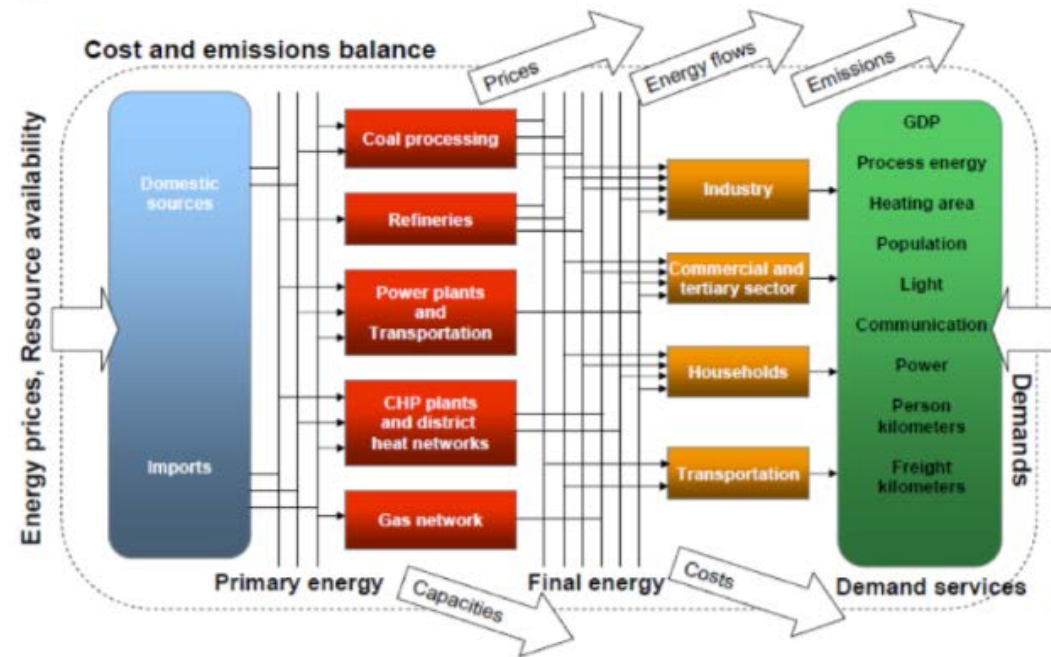 Cost and emissions balance
Prices
Energy flows
Emissions
Energy prices, Resource availability
Domestic
sources
Imports
Primary energy
Coal processing
Refineries
Power plants
and
Transportation
CHP plants
and district
heat networks
Gas network
Capacities
Final energy
Industry
Commercial and
tertiary sector
Households
Transportation
Costs
GDP
Process energy
Heating area
Population
Light
Communication
Power
Person
kilometers
Freight
kilometers
Demand services
Demands